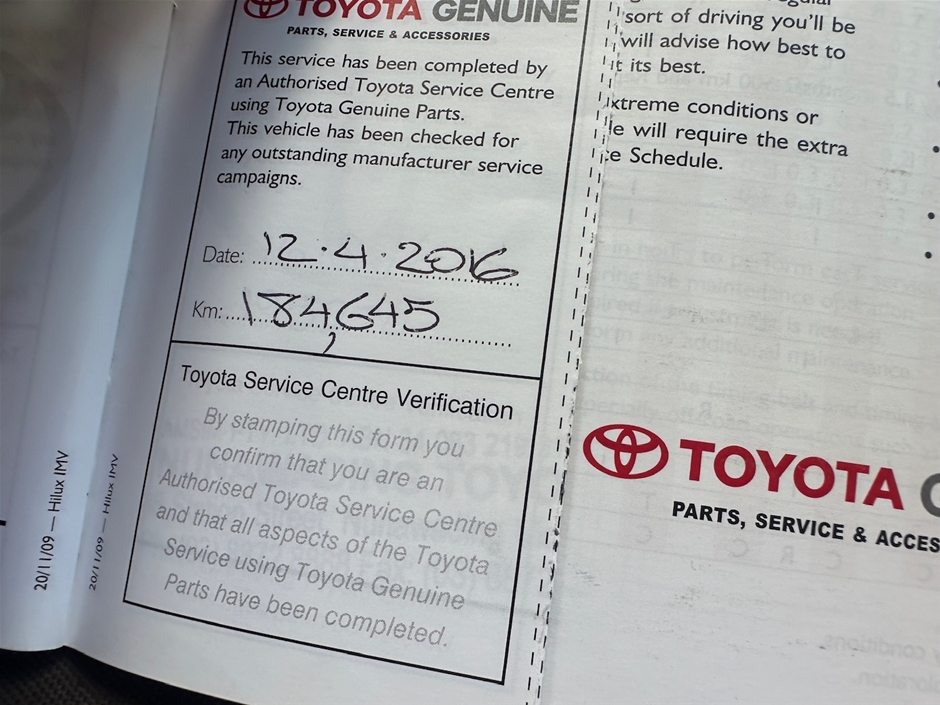 TOYOTA GENUINE
PARTS, SERVICE & ACCESSORIES
This service has been completed by
an Authorised Toyota Service Centre
using Toyota Genuine Parts.
This vehicle has been checked for
any outstanding manufacturer service
campaigns.
Date: 12.4.2016
Km: 184,645
Toyota Service Centre Verification
By stamping this form you
confirm that you are an
Authorised Toyota Service Centre
and that all aspects of the Toyota
Service using Toyota Genuine
Parts have been completed.
20/11/09 — Hilux IMV
20/11/09 — Hilux IMV
sort of driving you'll be
will advise how best to
it its best.
xtreme conditions or
le will require the extra
ce Schedule.
TOYOTA G
PARTS, SERVICE & ACCES